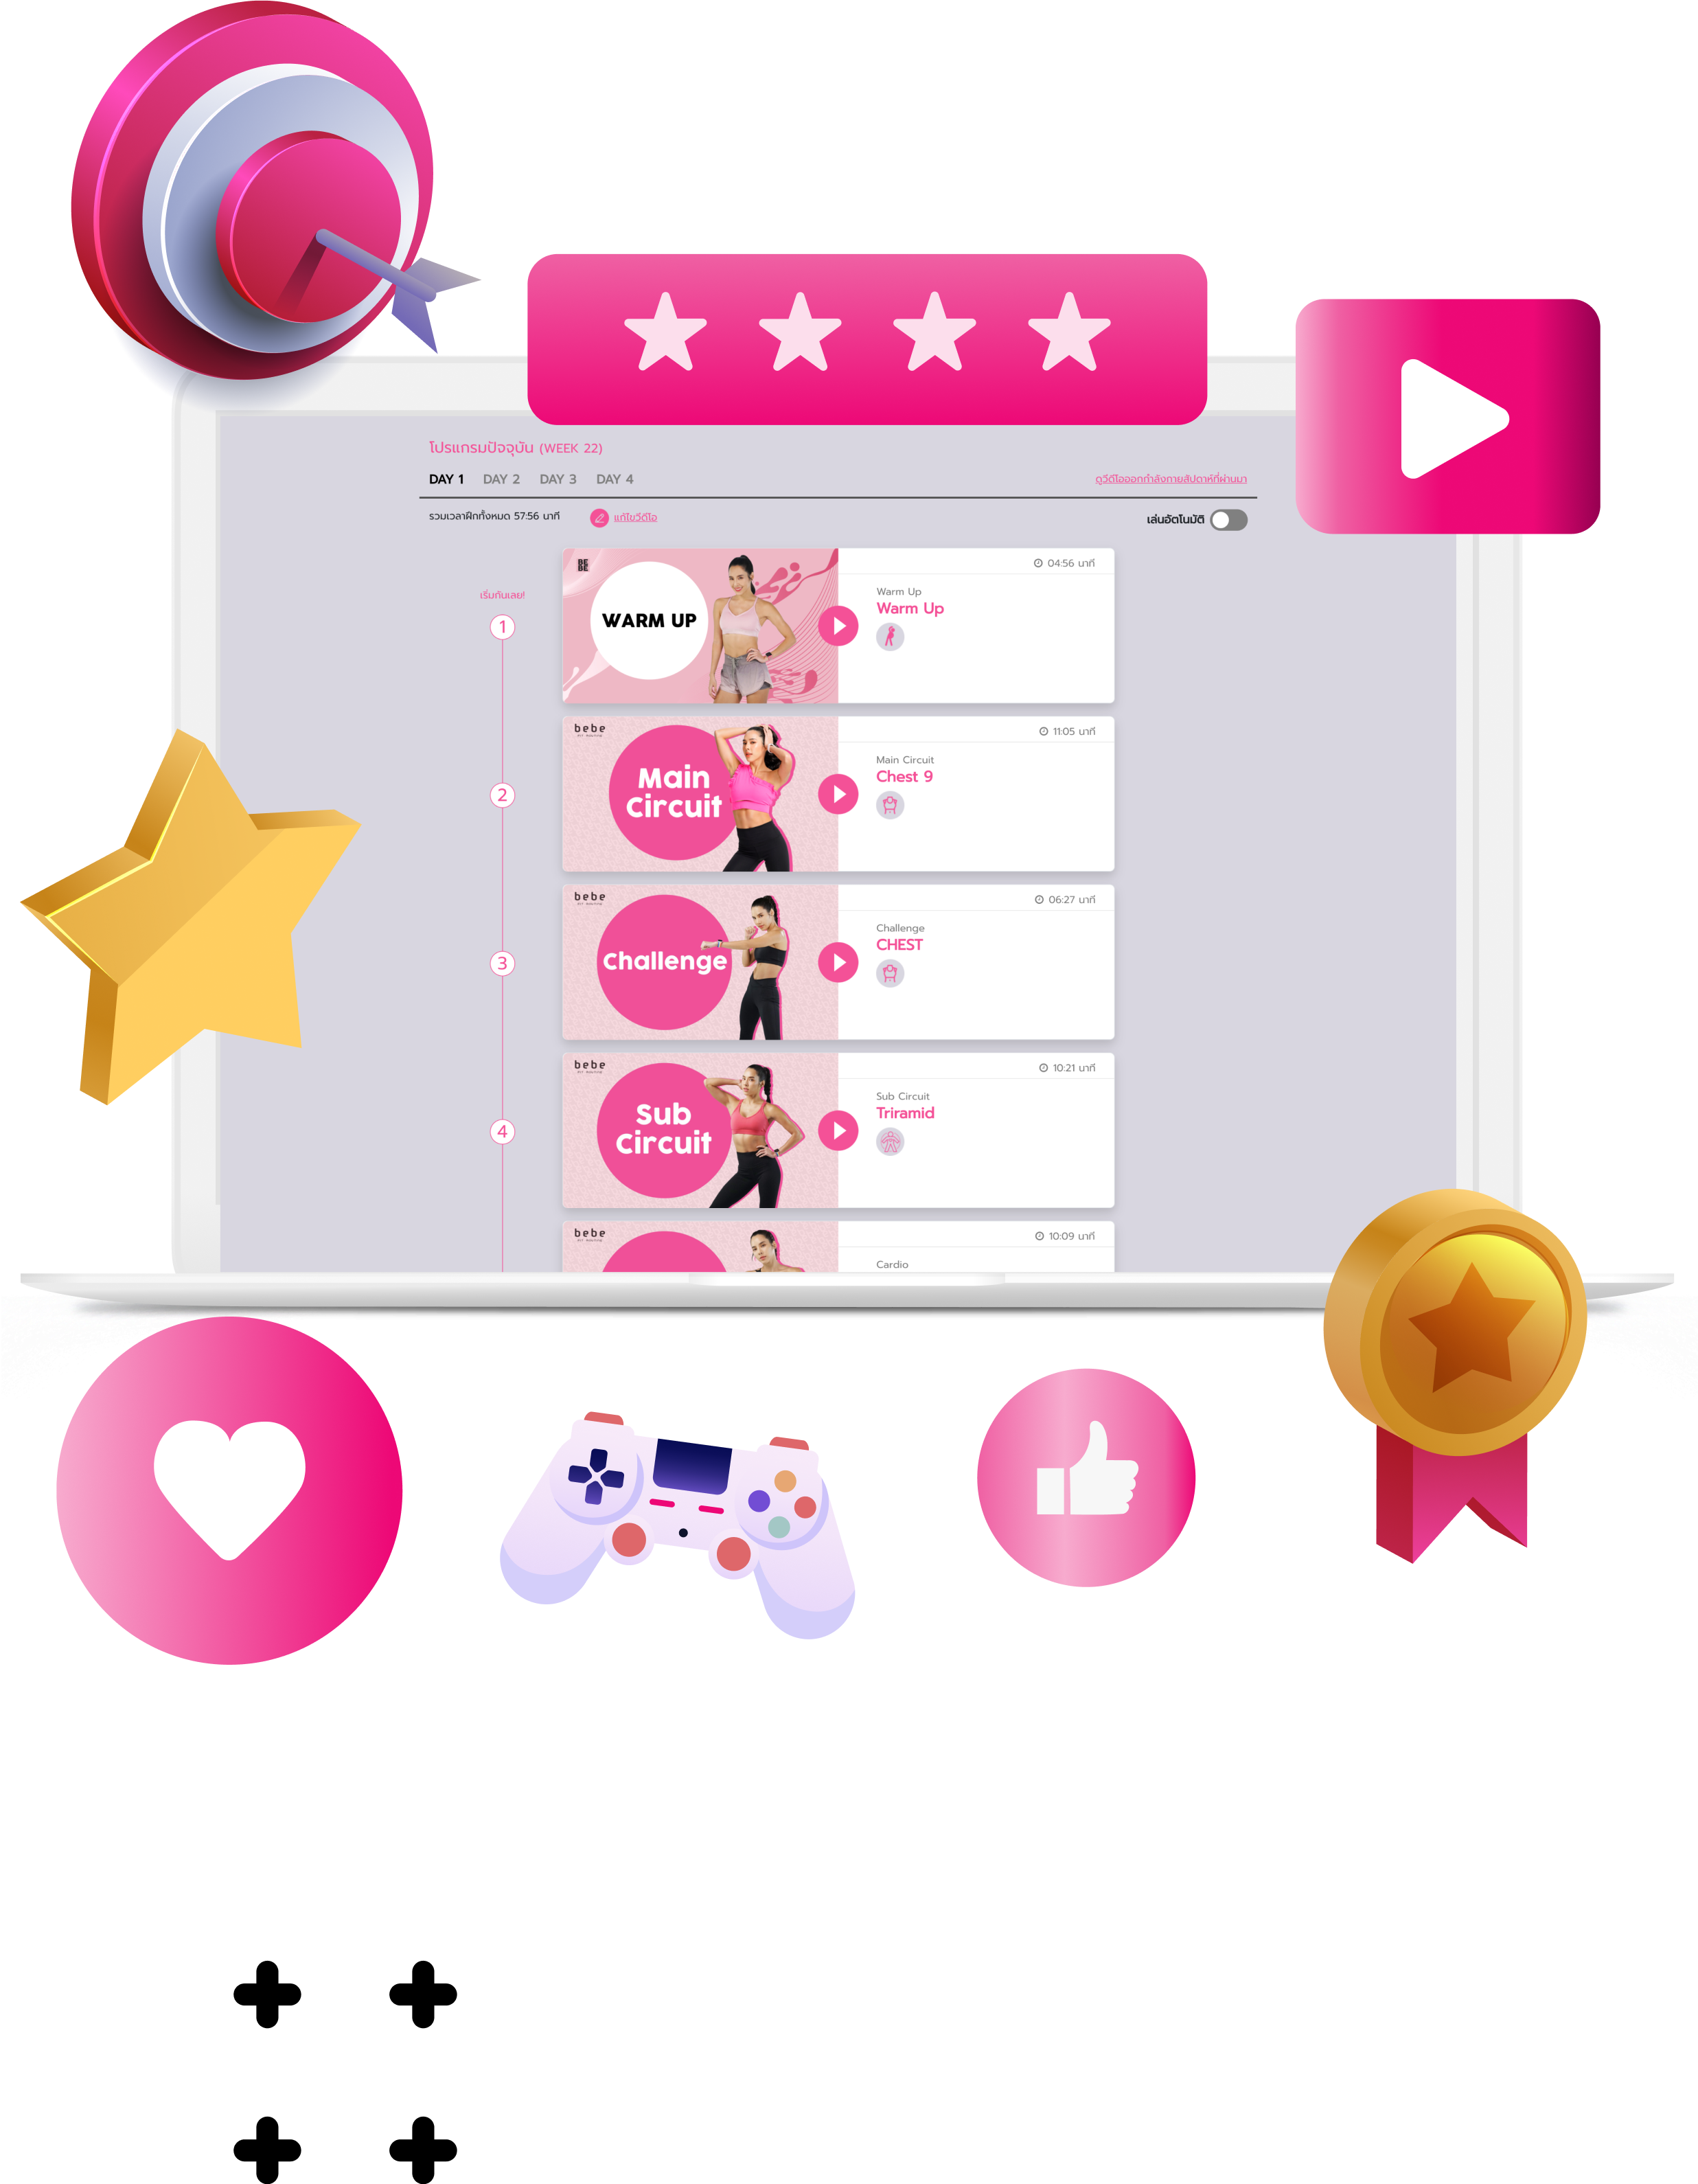 โปรแกรมปัจจุบัน (WEEK 22)
DAY 1 DAY 2 DAY 3 DAY 4
ดูวีดีโอออกกำลังกายสัปดาห์ที่ผ่านมา
รวมเวลาฝึกทั้งหมด 57:56 นาที
แก้ไขวีดีโอ
เล่นอัตโนมัติ
เริ่มกันเลย!
1
BE
BE
WARM UP
04:56 นาที
Warm Up
Warm Up
2
bebe
Main
Circuit
11:05 นาที
Main Circuit
Chest 9
3
bebe
Challenge
06:27 นาที
Challenge
CHEST
4
bebe
Sub
Circuit
10:21 นาที
Sub Circuit
Triramid
bebe
10:09 นาที
Cardio